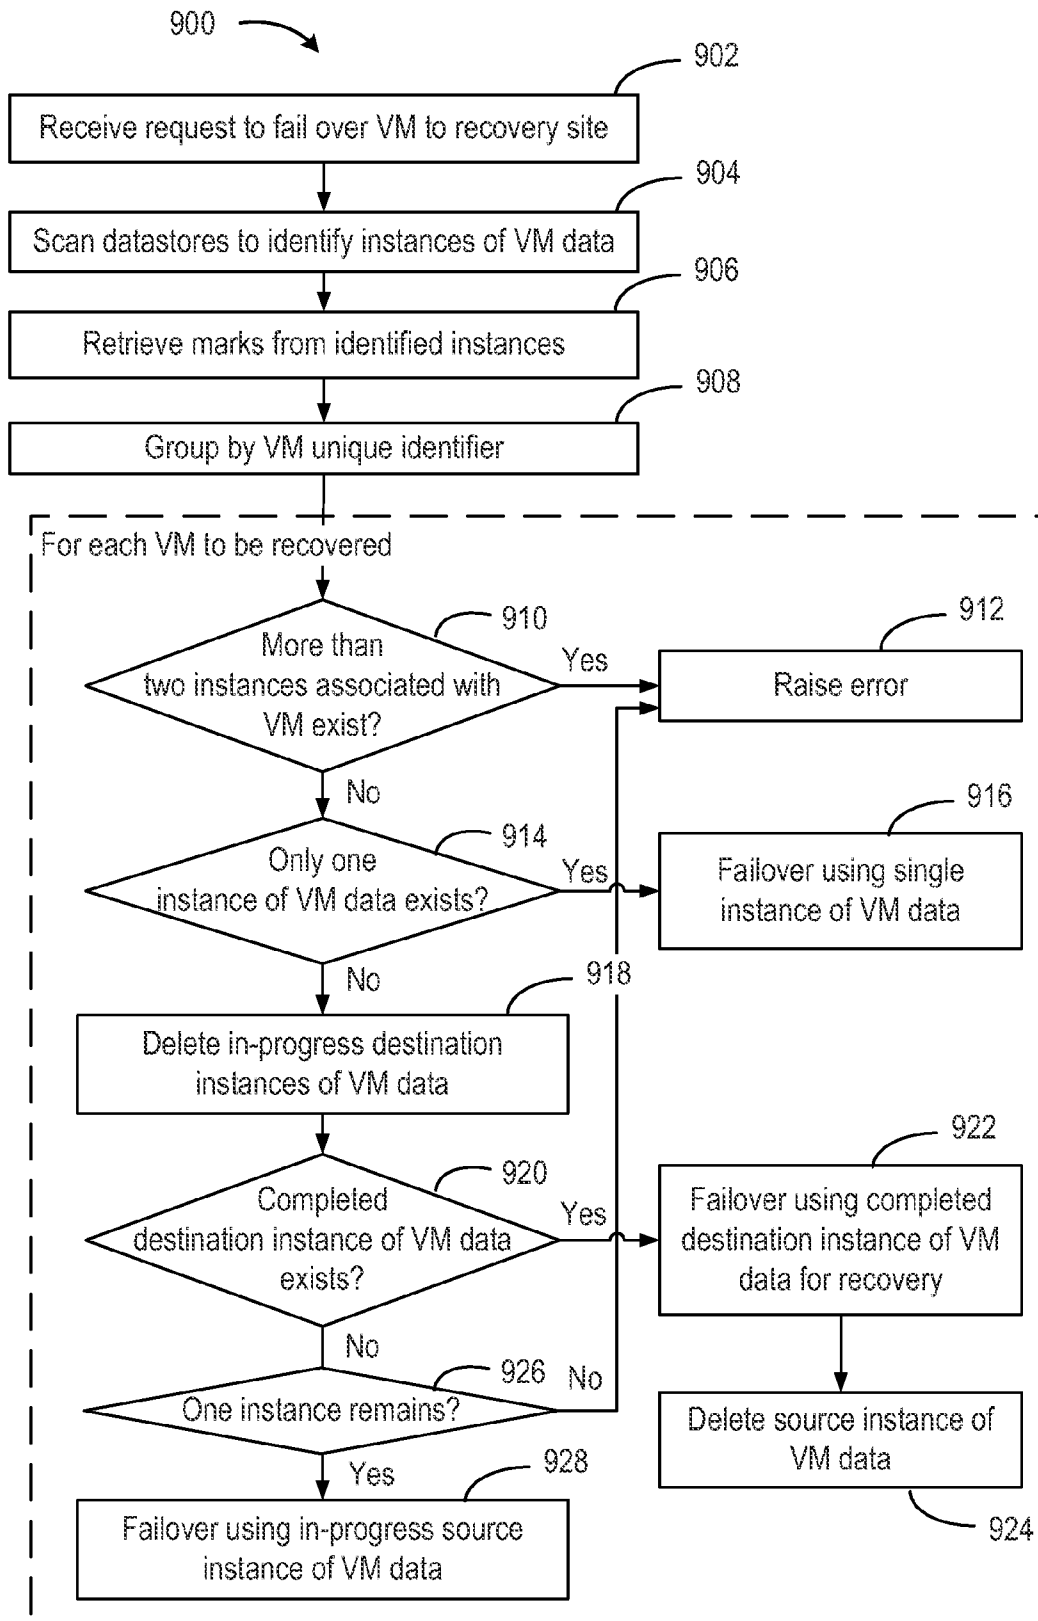 900
902
Receive request to fail over VM to recovery site
904
Scan datastores to identify instances of VM data
906
Retrieve marks from identified instances
908
Group by VM unique identifier
For each VM to be recovered
910
More than
two instances associated with
VM exist?
Yes
912
Raise error
No
914
Only one
instance of VM data exists?
Yes
916
Failover using single
instance of VM data
No
918
Delete in-progress destination
instances of VM data
920
Completed
destination instance of VM data
exists?
Yes
922
Failover using completed
destination instance of VM
data for recovery
No
926
One instance remains?
No
Delete source instance of
VM data
924
Yes
928
Failover using in-progress source
instance of VM data